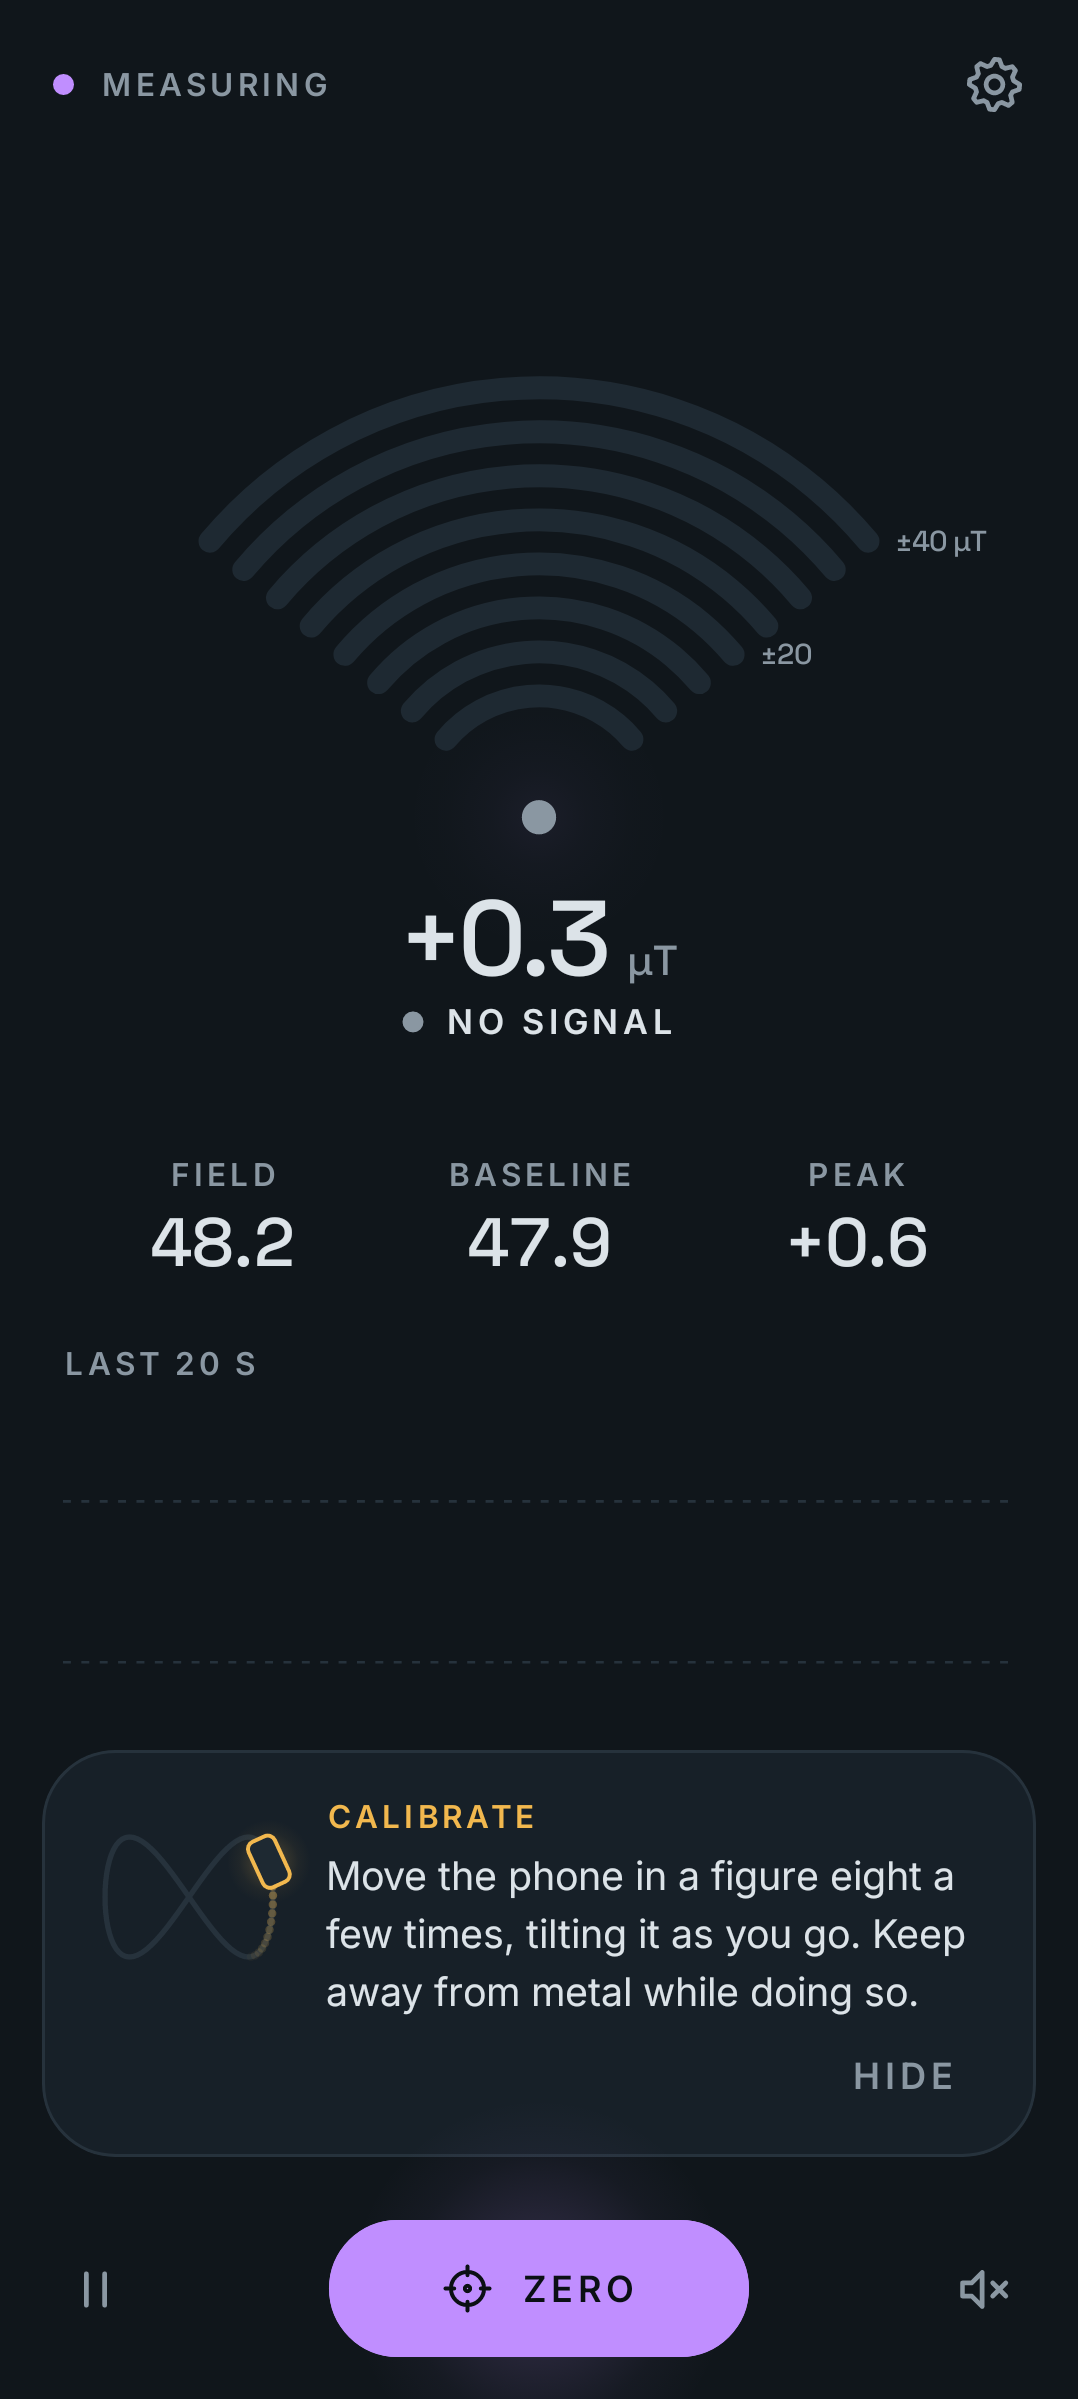 MEASURING
±40 µT
±20
+0.3 µT
NO SIGNAL
FIELD BASELINE PEAK
48.2 47.9 +0.6
LAST 20 S
CALIBRATE
Move the phone in a figure eight a
few times, tilting it as you go. Keep
away from metal while doing so.
HIDE
ZERO